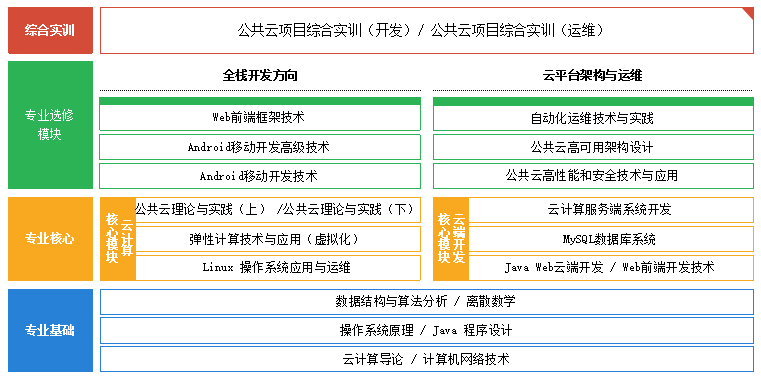 综合实训
公共云项目综合实训（开发）/ 公共云项目综合实训（运维）
专业选修
模块
全栈开发方向
Web前端框架技术
Android移动开发高级技术
Android移动开发技术
云平台架构与运维
自动化运维技术与实践
公共云高可用架构设计
公共云高性能和安全技术与应用
专业核心
云计算
核心模块
公共云理论与实践（上） /公共云理论与实践（下）
弹性计算技术与应用（虚拟化）
Linux 操作系统应用与运维
云端开发
核心模块
云计算服务端系统开发
MySQL数据库系统
Java Web云端开发 / Web前端开发技术
专业基础
数据结构与算法分析 / 离散数学
操作系统原理 / Java 程序设计
云计算导论 / 计算机网络技术